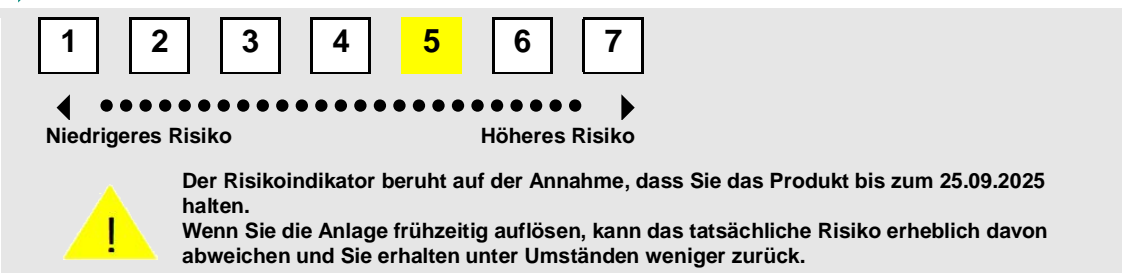 1 2 3 4 5 6 7
Niedrigeres Risiko Höheres Risiko
Der Risikoindikator beruht auf der Annahme, dass Sie das Produkt bis zum 25.09.2025
halten.
Wenn Sie die Anlage frühzeitig auflösen, kann das tatsächliche Risiko erheblich davon
abweichen und Sie erhalten unter Umständen weniger zurück.
!